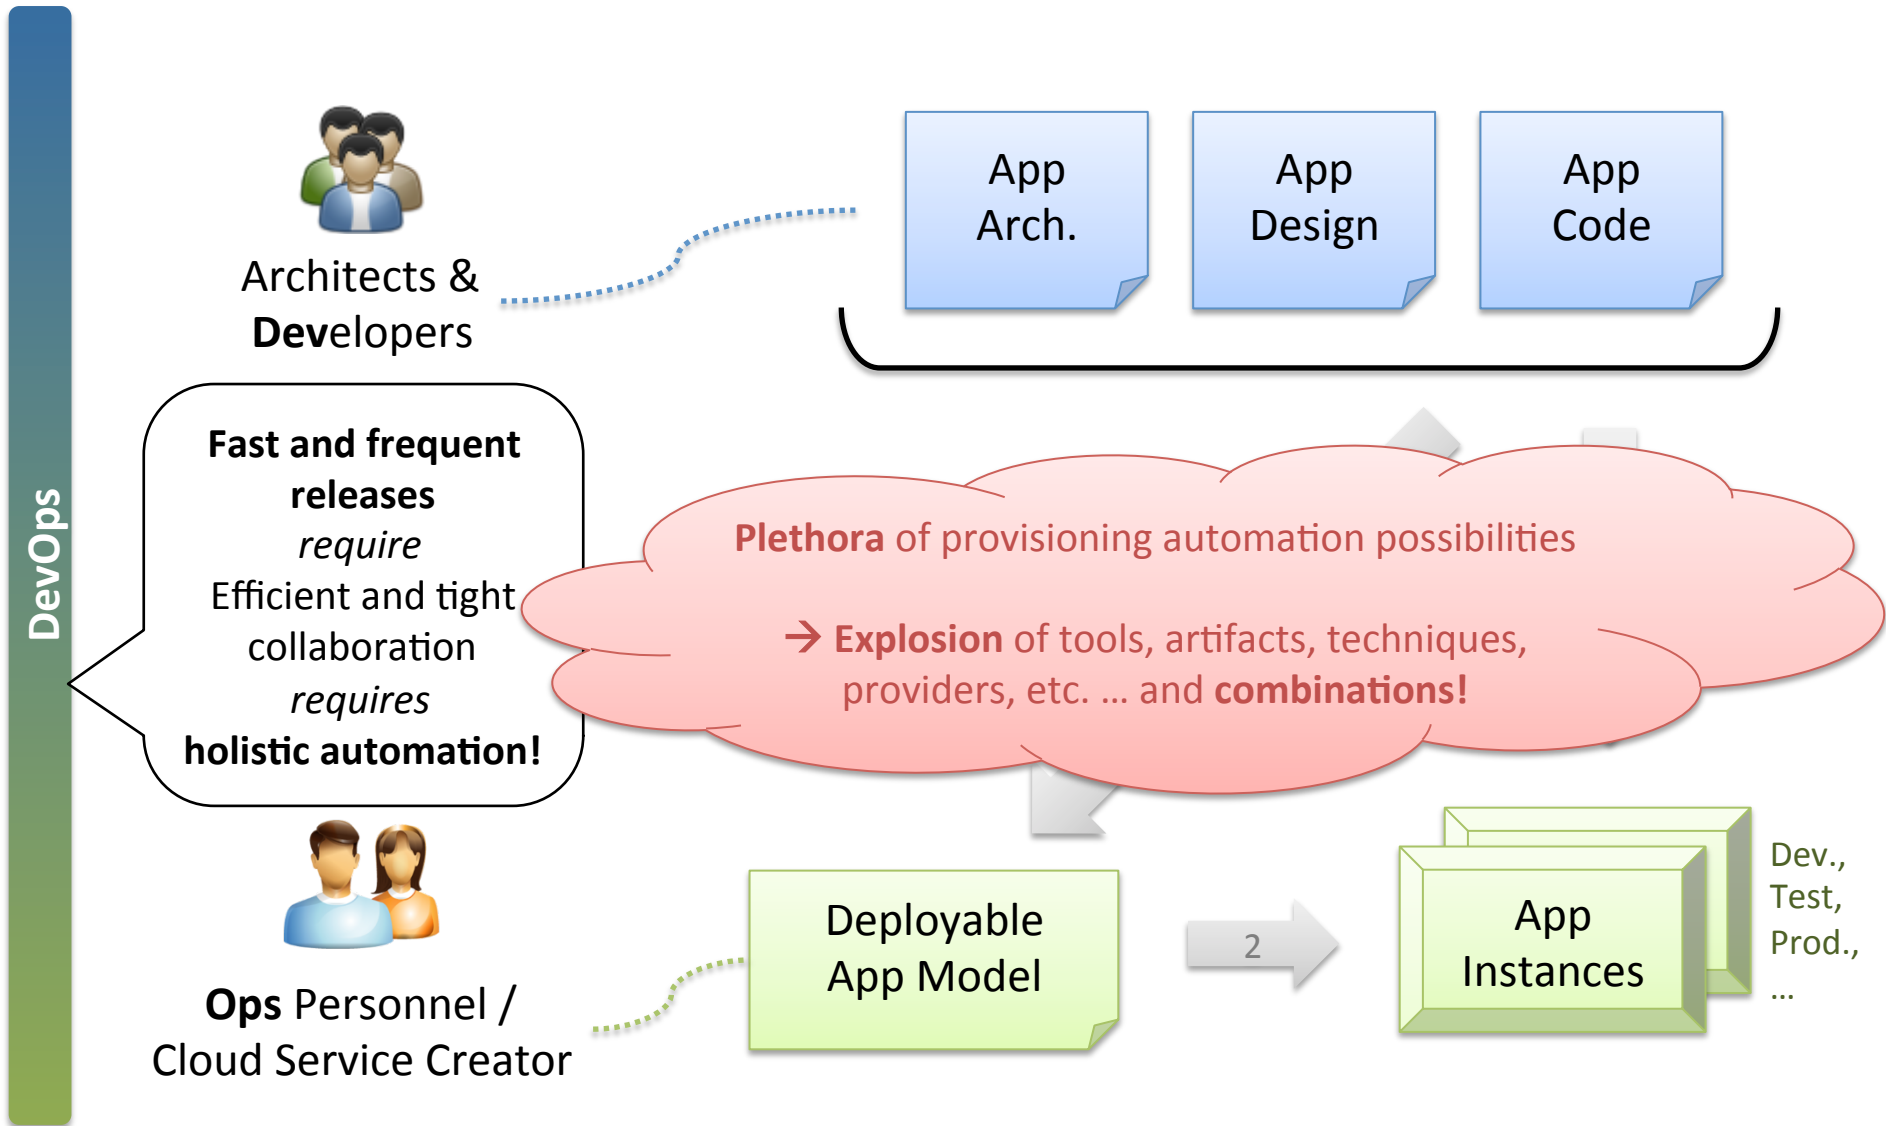 DevOps
Architects &
Developers
App
Arch.
App
Design
App
Code
Fast and frequent
releases
require
Efficient and tight
collaboration
requires
holistic automation!
Plethora of provisioning automation possibilities
→ Explosion of tools, artifacts, techniques,
providers, etc. … and combinations!
Ops Personnel /
Cloud Service Creator
Deployable
App Model
2
App
Instances
Dev.,
Test,
Prod.,
…